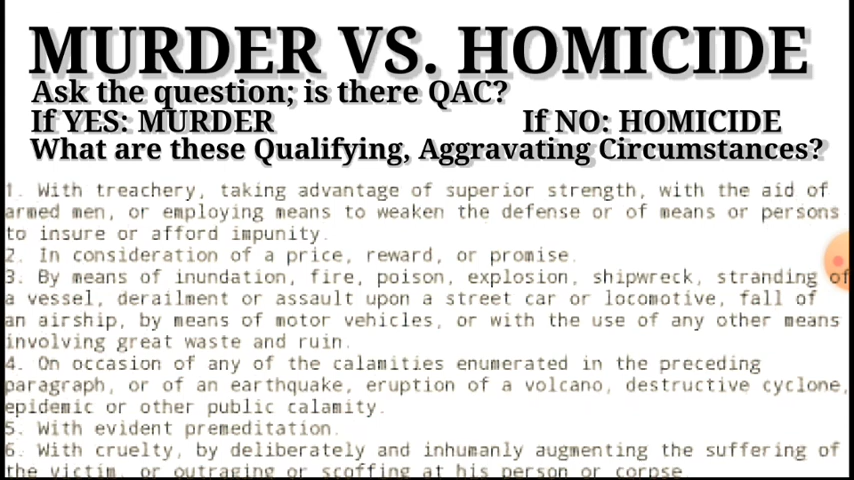 MURDER VS. HOMICIDE
Ask the question; is there QAC?
If YES: MURDER If NO: HOMICIDE
What are these Qualifying, Aggravating Circumstances?
1. With treachery, taking advantage of superior strength, with the aid of
armed men, or employing means to weaken the defense or of means or persons
to insure or afford impunity.
2. In consideration of a price, reward, or promise.
3. By means of inundation, fire, poison, explosion, shipwreck, stranding of
a vessel, derailment or assault upon a street car or locomotive, fall of
an airship, by means of motor vehicles, or with the use of any other means
involving great waste and ruin.
4. On occasion of any of the calamities enumerated in the preceding
paragraph, or of an earthquake, eruption of a volcano, destructive cyclone,
epidemic or other public calamity.
5. With evident premeditation.
6. With cruelty, by deliberately and inhumanly augmenting the suffering of
the victim, or outraging or scoffing at his person or corpse